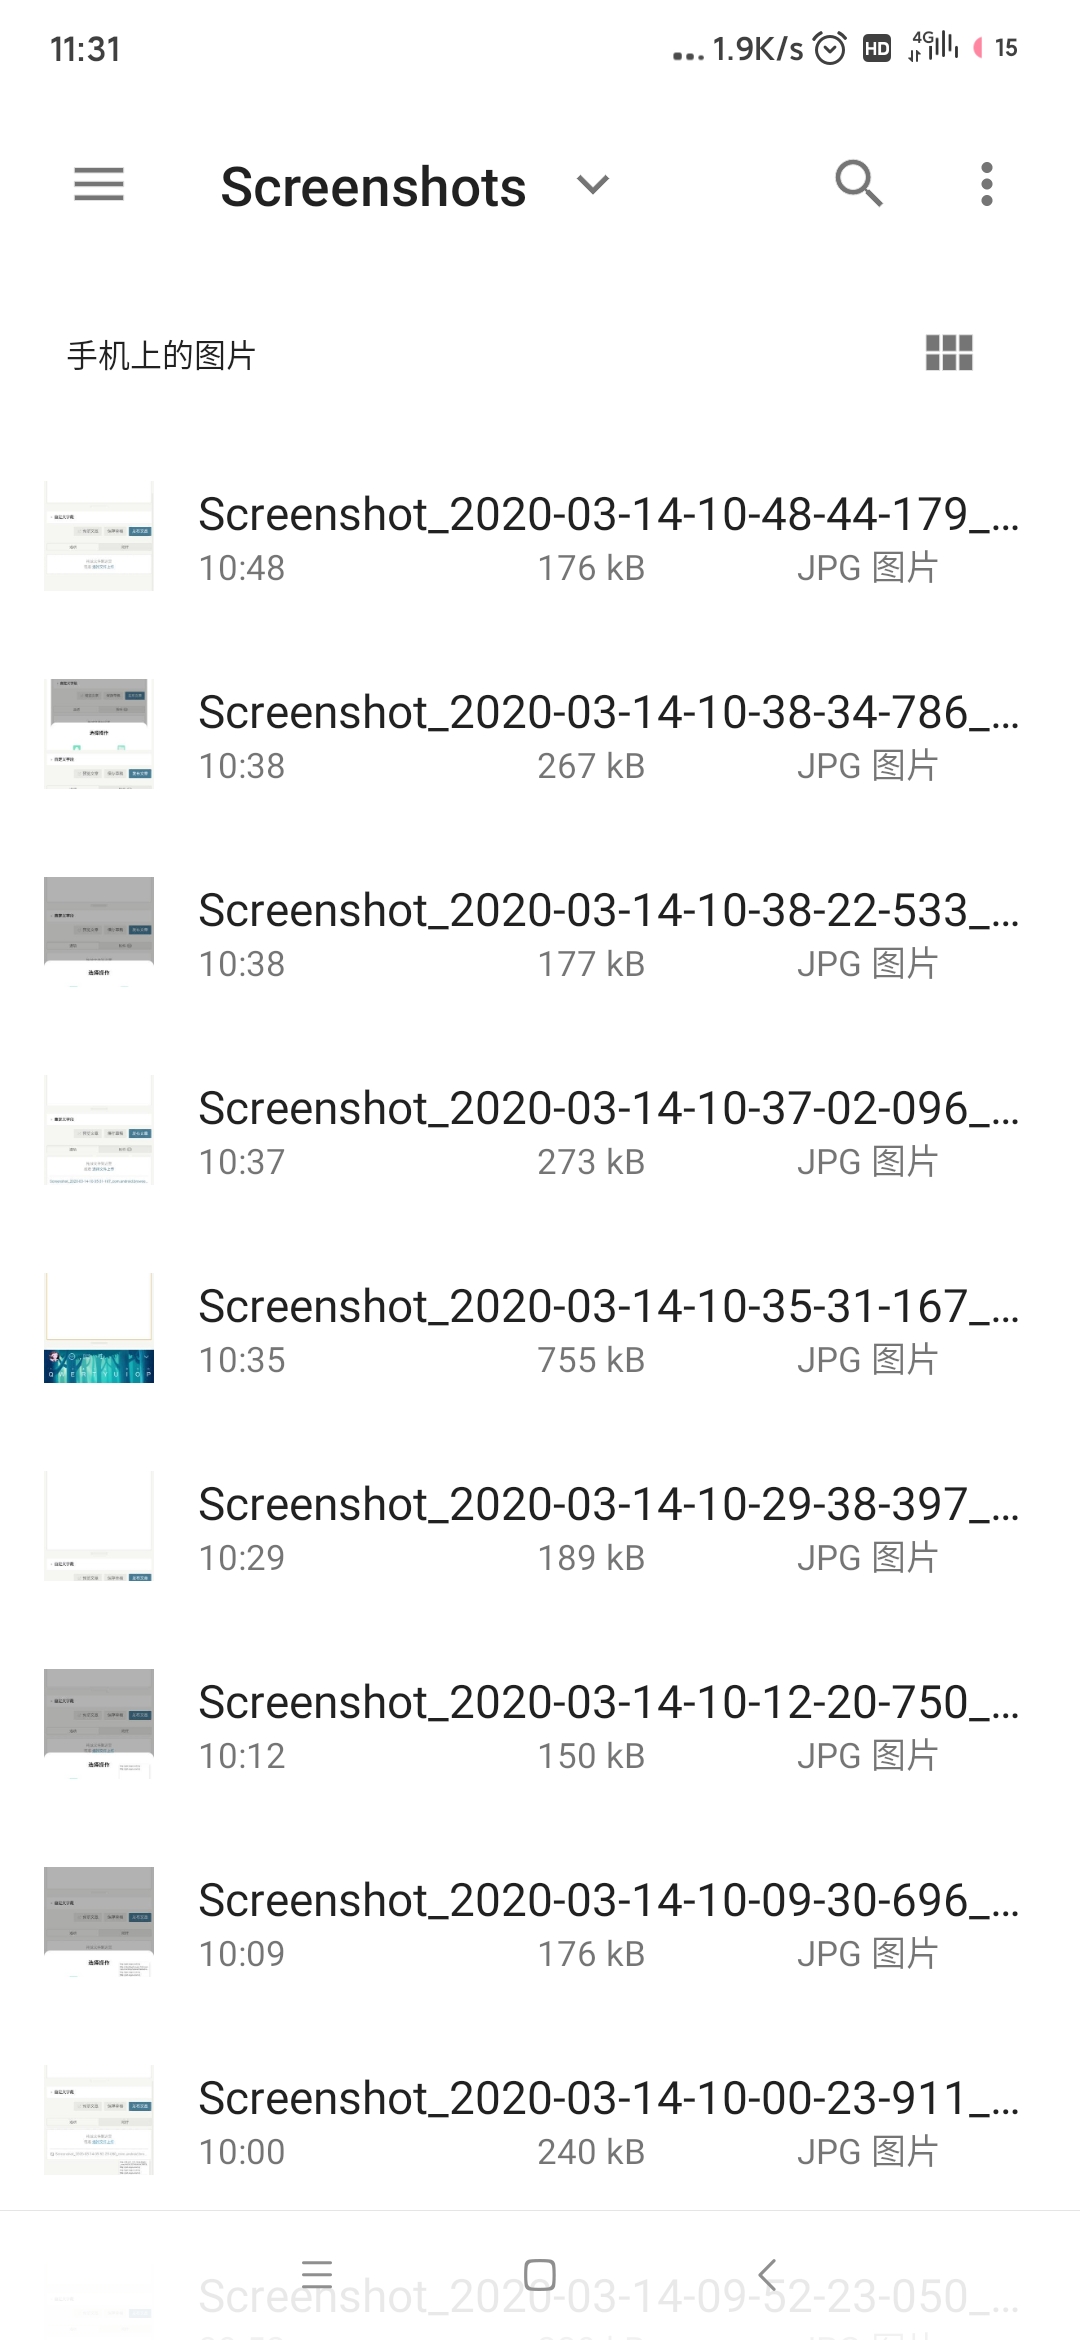 11:31 ... 1.9K/s HD 4G 15
Screenshots
手机上的图片
Screenshot_2020-03-14-10-48-44-179_...
10:48 176 kB JPG 图片
Screenshot_2020-03-14-10-38-34-786_...
10:38 267 kB JPG 图片
Screenshot_2020-03-14-10-38-22-533_...
10:38 177 kB JPG 图片
Screenshot_2020-03-14-10-37-02-096_...
10:37 273 kB JPG 图片
Screenshot_2020-03-14-10-35-31-167_...
10:35 755 kB JPG 图片
Screenshot_2020-03-14-10-29-38-397_...
10:29 189 kB JPG 图片
Screenshot_2020-03-14-10-12-20-750_...
10:12 150 kB JPG 图片
Screenshot_2020-03-14-10-09-30-696_...
10:09 176 kB JPG 图片
Screenshot_2020-03-14-10-00-23-911_...
10:00 240 kB JPG 图片
Screenshot_2020-03-14-09-52-23-050_...